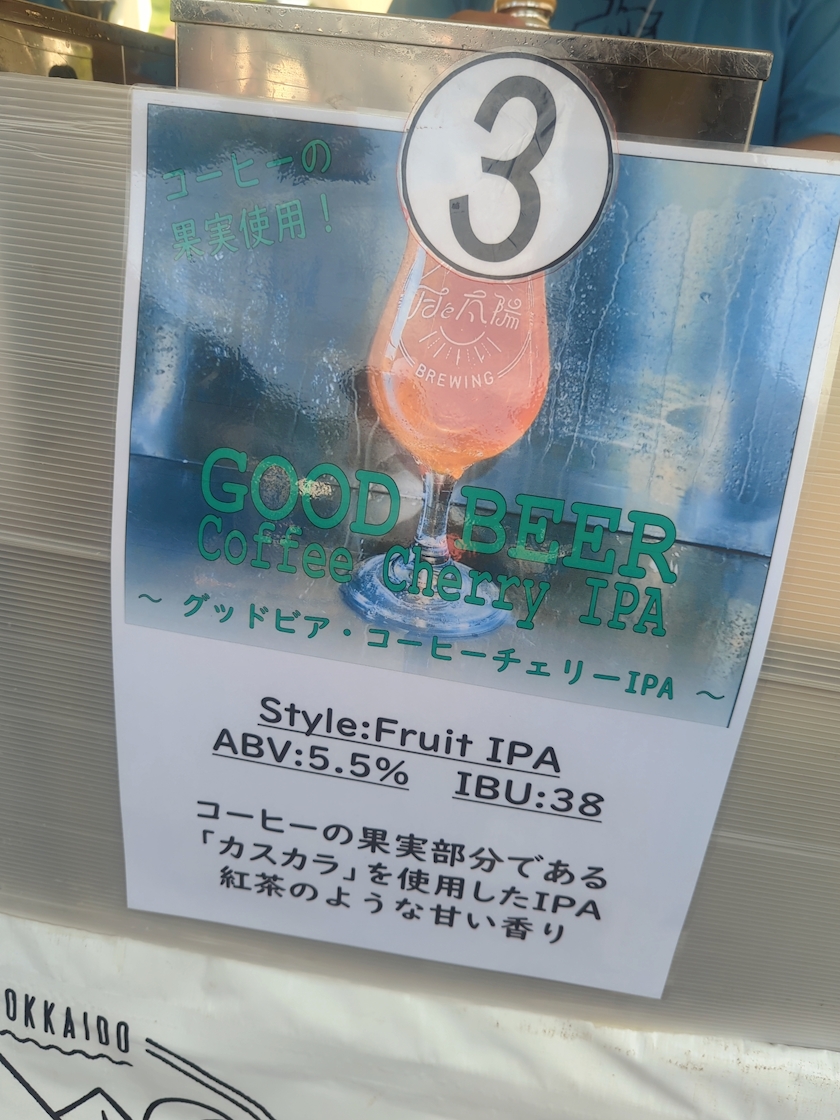 3
コーヒーの
果実使用！
BREWING
GOOD BEER
Coffee Cherry IPA
～ グッドビア・コーヒーチェリーIPA ～
Style:Fruit IPA
ABV:5.5% IBU:38
コーヒーの果実部分である
「カスカラ」を使用したIPA
紅茶のような甘い香り
OKKAIDO